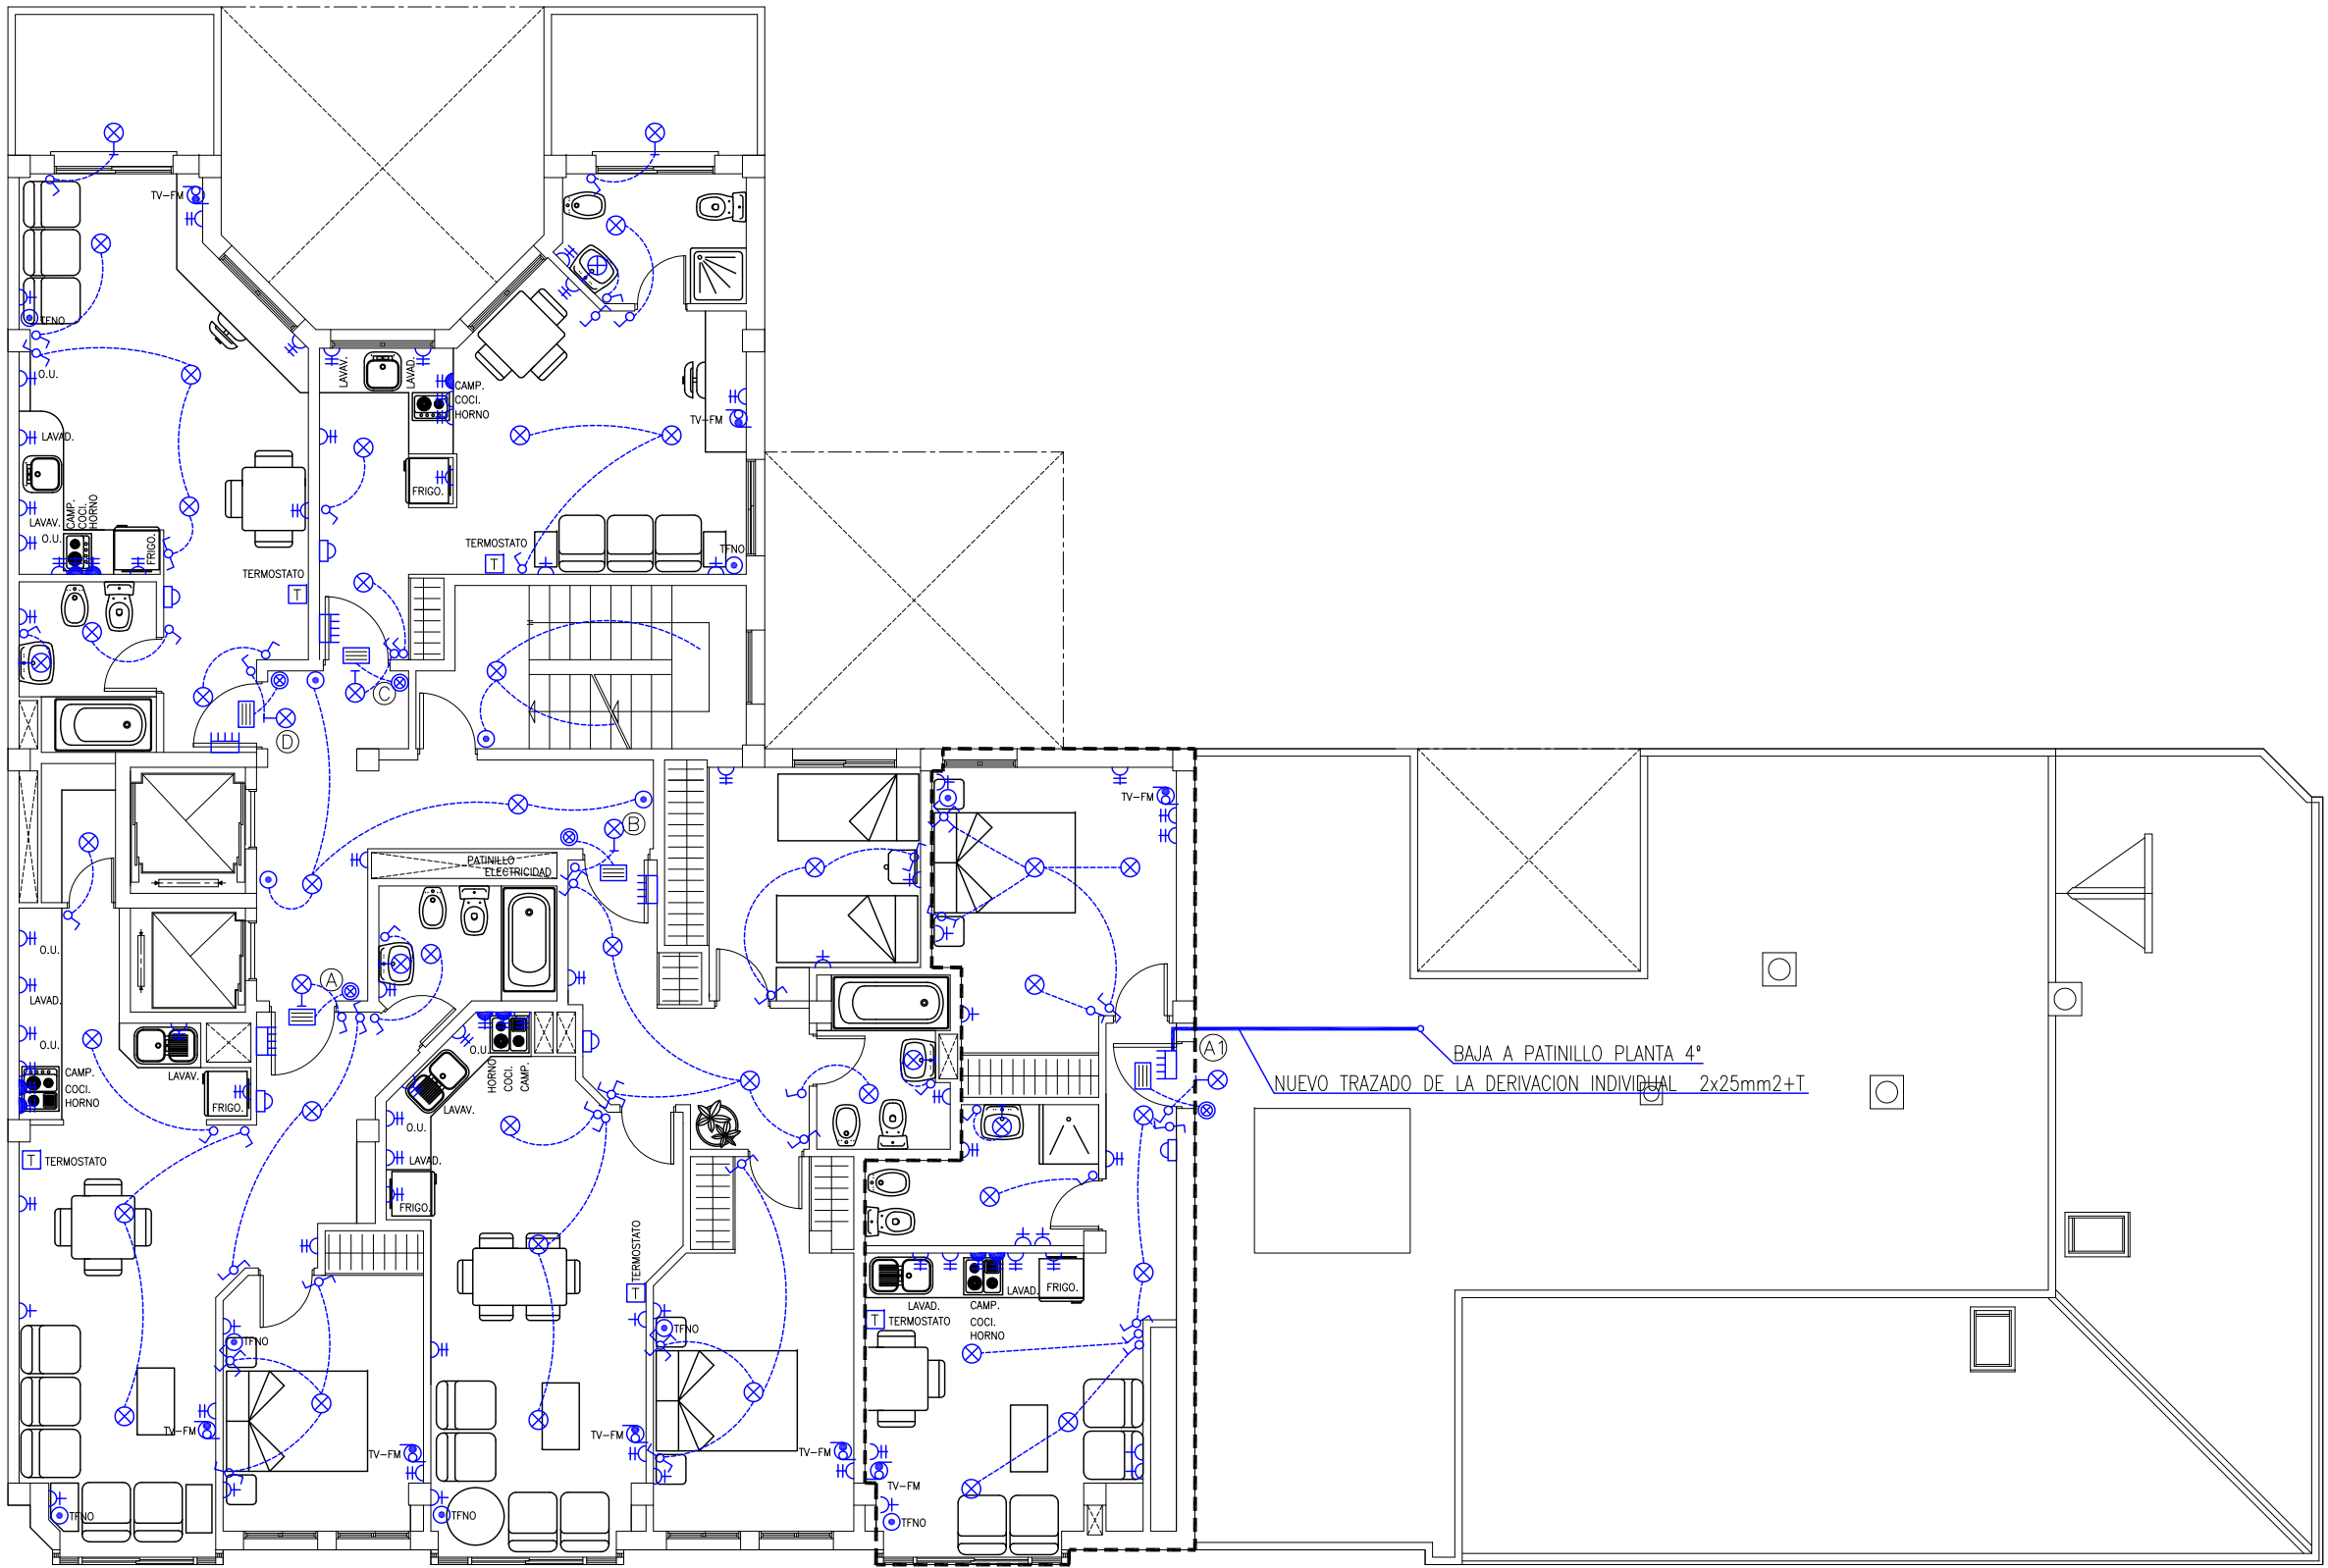 TV-FM
TFNO
O.U.
LAVAV.
LAVAD.
CAMP.
COCI.
HORNO
TV-FM
LAVAD.
FRIGO.
CAMP.
COCI.
HORNO
LAVAV.
O.U.
FRIGO.
TERMOSTATO
T
TFNO
TERMOSTATO
T
C
D
TV-FM
B
PATINILLO
ELECTRICIDAD
O.U.
A
LAVAD.
O.U.
O.U.
HORNO
COCI.
CAMP.
A1
BAJA A PATINILLO PLANTA 4ª
NUEVO TRAZADO DE LA DERIVACION INDIVIDUAL 2x25mm2+T
LAVAV.
CAMP.
COCI.
HORNO
FRIGO.
LAVAV.
O.U.
T
TERMOSTATO
LAVAD.
FRIGO.
TERMOSTATO
T
LAVAD.
LAVAD.
FRIGO.
CAMP.
COCI.
HORNO
T
TERMOSTATO
TFNO
TFNO
TV-FM
TV-FM
TV-FM
TV-FM
TV-FM
TFNO
TFNO
TFNO